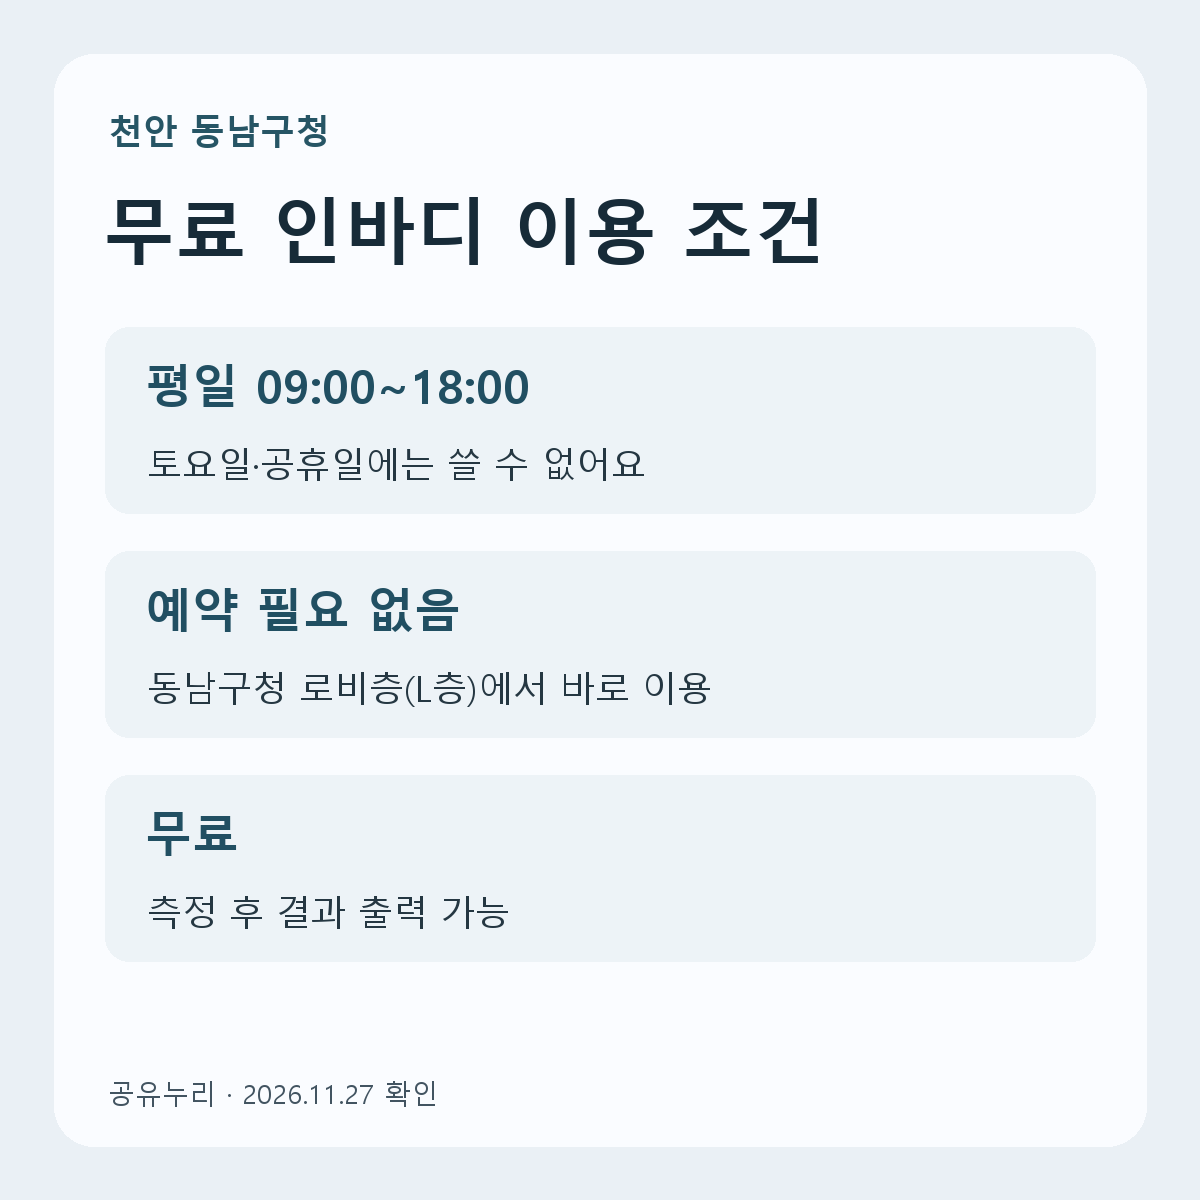 천안 동남구청
무료 인바디 이용 조건
평일 09:00~18:00
토요일·공휴일에는 쓸 수 없어요
예약 필요 없음
동남구청 로비층(L층)에서 바로 이용
무료
측정 후 결과 출력 가능
공유누리 · 2026.11.27 확인